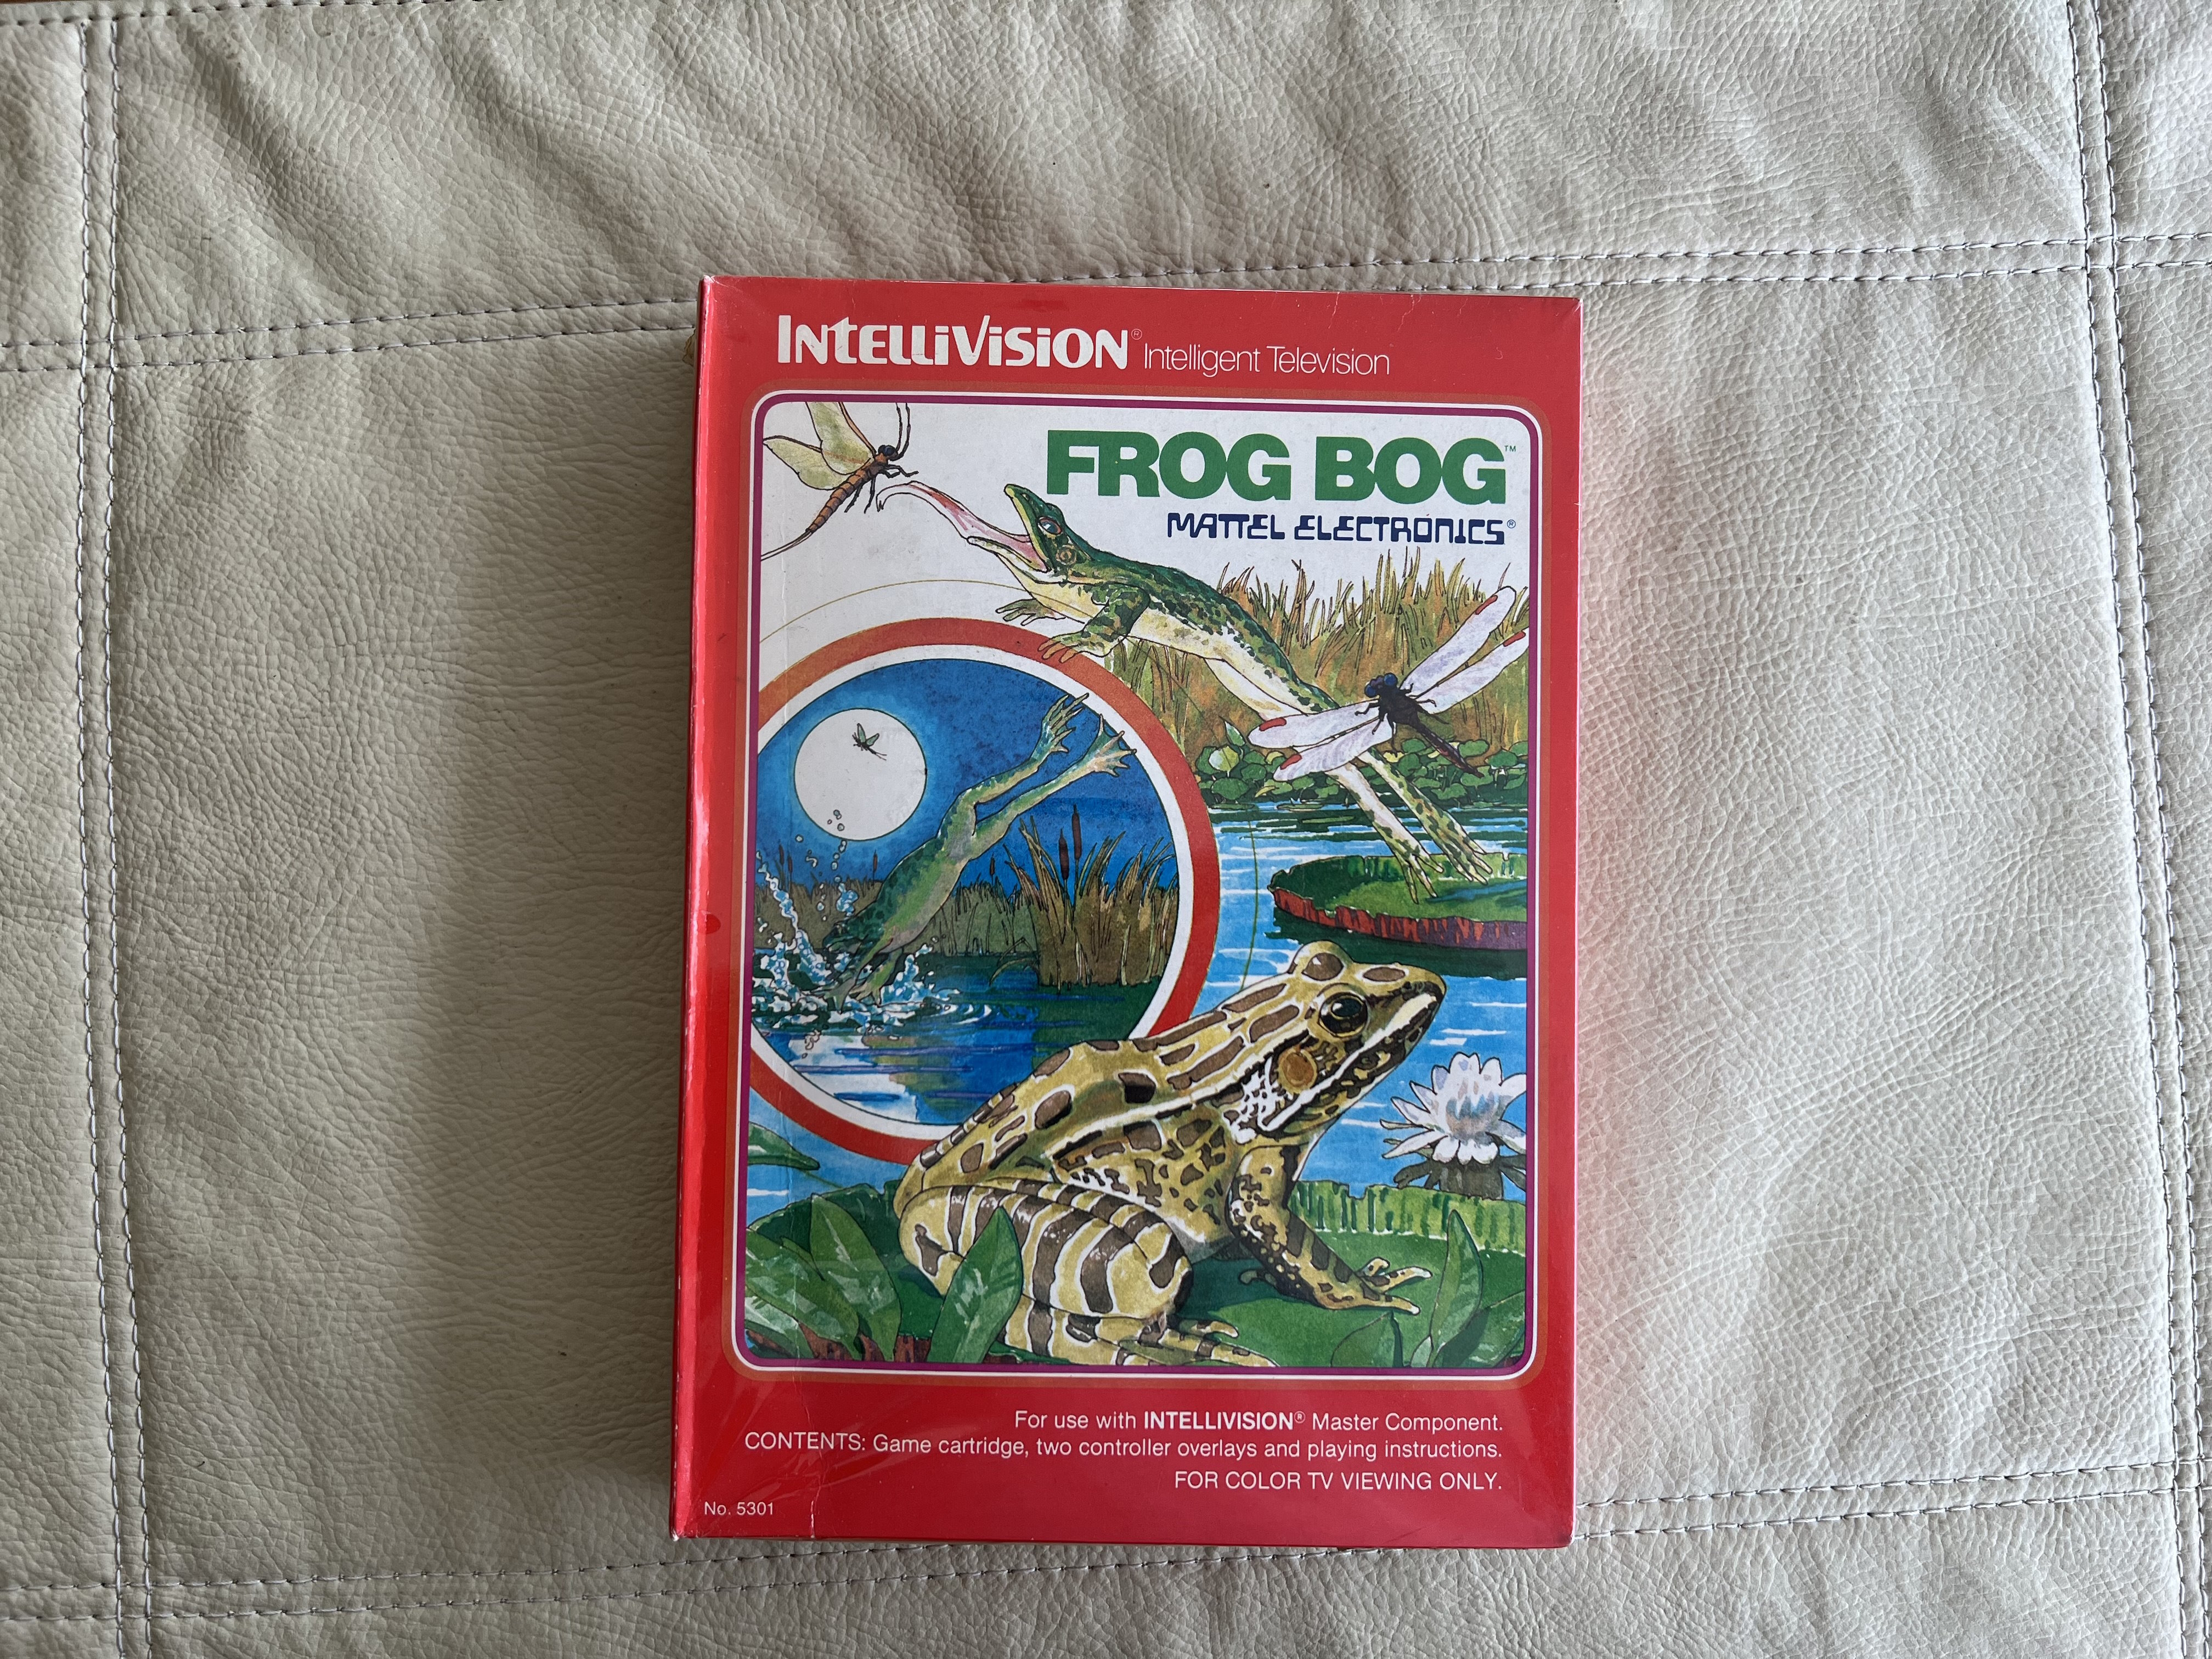 INTELLIVISION® Intelligent Television
FROG BOG™
MATTEL ELECTRONICS®
For use with INTELLIVISION® Master Component.
CONTENTS: Game cartridge, two controller overlays and playing instructions.
FOR COLOR TV VIEWING ONLY.
No. 5301